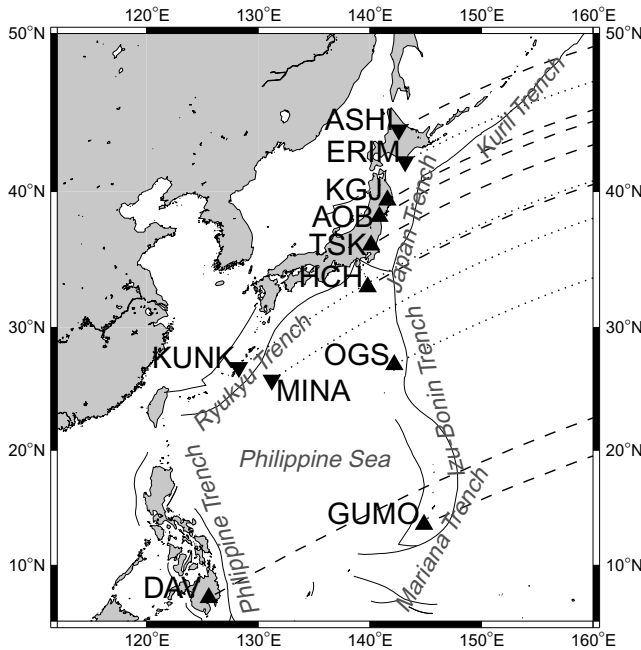 120°E 130°E 140°E 150°E 160°E
50°N 50°N
ASHI
Kuril Trench
ERIM
40°N 40°N
KGJ
AOB
Japan Trench
TSK
HCH
30°N 30°N
KUNK
OGS
MINA
Ryukyu Trench
Izu-Bonin Trench
20°N 20°N
Philippine Sea
Philippine Trench
GUMO
Mariana Trench
10°N 10°N
DAV
120°E 130°E 140°E 150°E 160°E